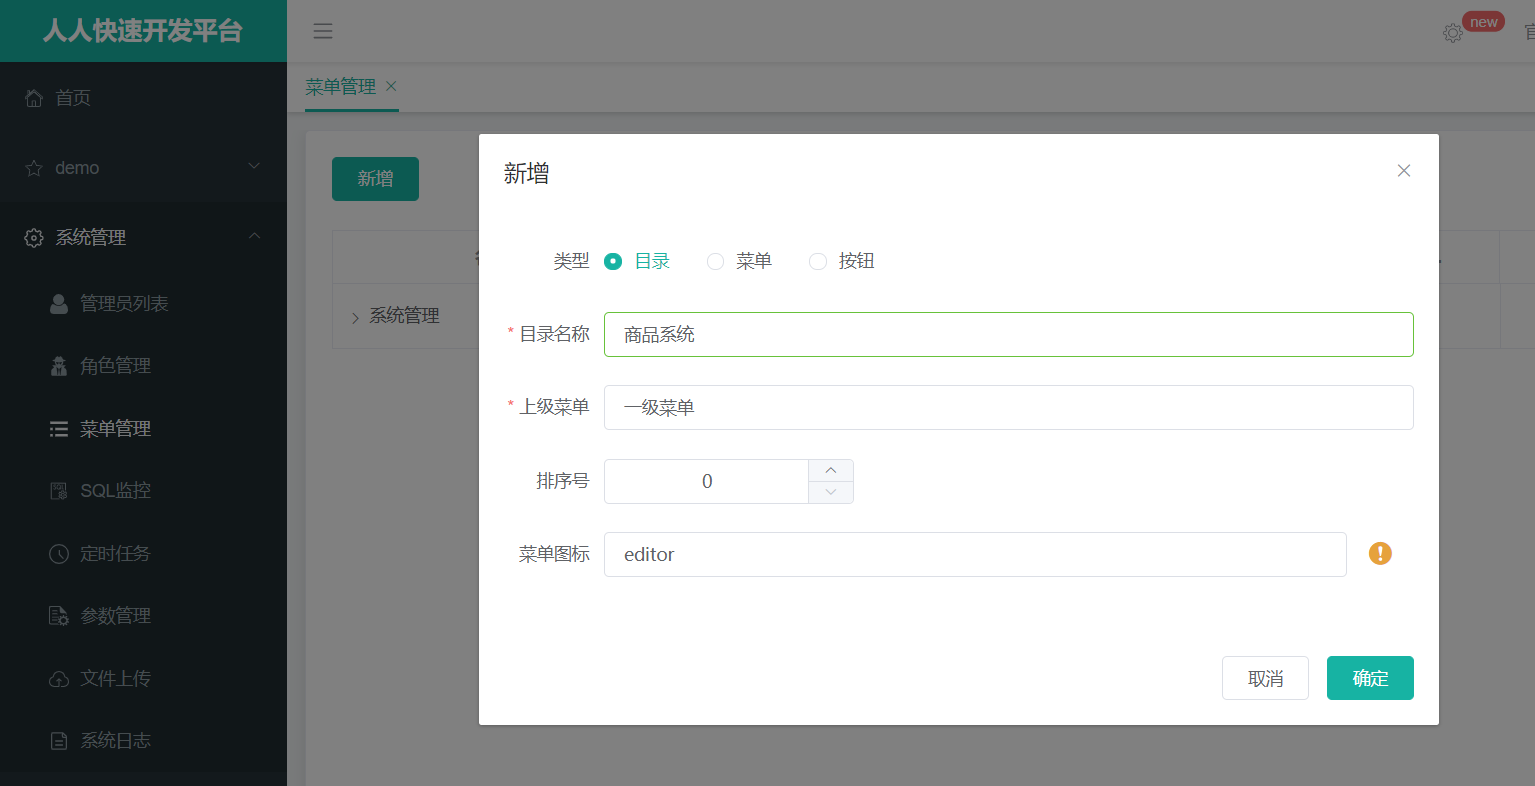 人人快速开发平台
new
首页
菜单管理
demo
新增
系统管理
系统管理
管理员列表
角色管理
菜单管理
SQL监控
定时任务
参数管理
文件上传
系统日志
新增
类型 目录 菜单 按钮
* 目录名称 商品系统
* 上级菜单 一级菜单
排序号 0
菜单图标 editor
取消 确定